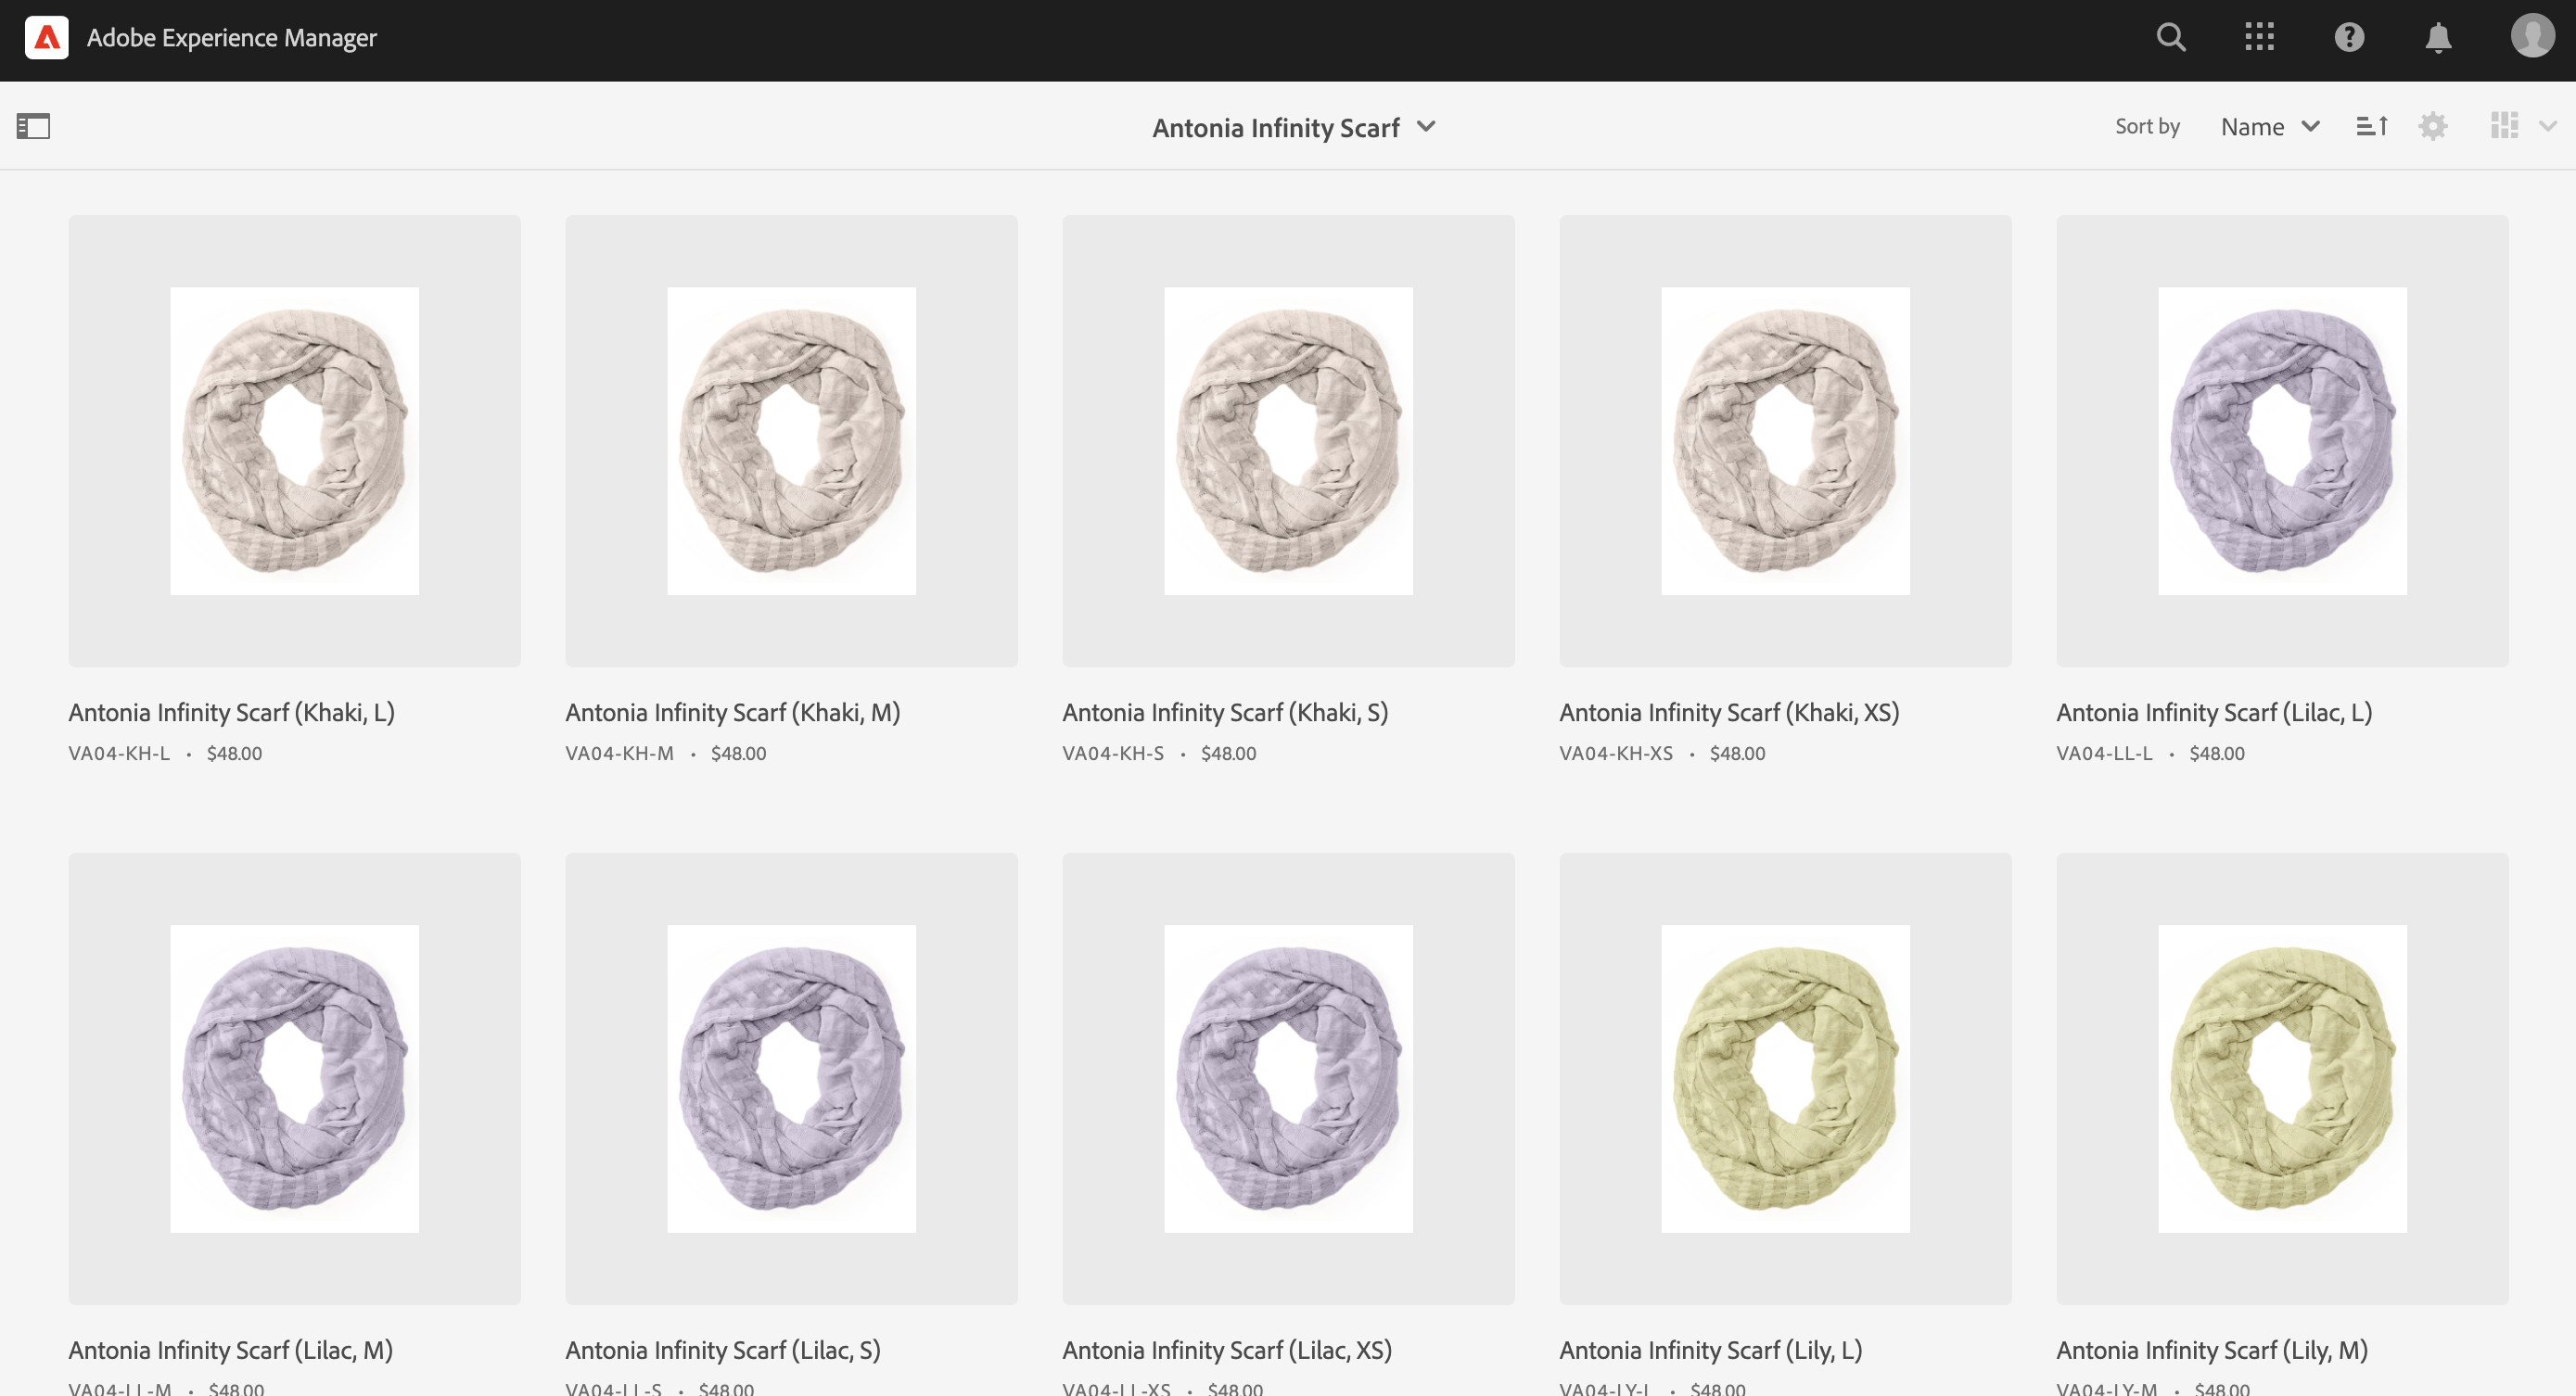 Adobe Experience Manager
Antonia Infinity Scarf
Sort by Name
Antonia Infinity Scarf (Khaki, L)
VA04-KH-L • $48.00
Antonia Infinity Scarf (Khaki, M)
VA04-KH-M • $48.00
Antonia Infinity Scarf (Khaki, S)
VA04-KH-S • $48.00
Antonia Infinity Scarf (Khaki, XS)
VA04-KH-XS • $48.00
Antonia Infinity Scarf (Lilac, L)
VA04-LL-L • $48.00
Antonia Infinity Scarf (Lilac, M)
VA04-LL-M • $48.00
Antonia Infinity Scarf (Lilac, S)
VA04-LL-S • $48.00
Antonia Infinity Scarf (Lilac, XS)
VA04-LL-XS • $48.00
Antonia Infinity Scarf (Lily, L)
VA04-LY-L • $48.00
Antonia Infinity Scarf (Lily, M)
VA04-LY-M • $48.00